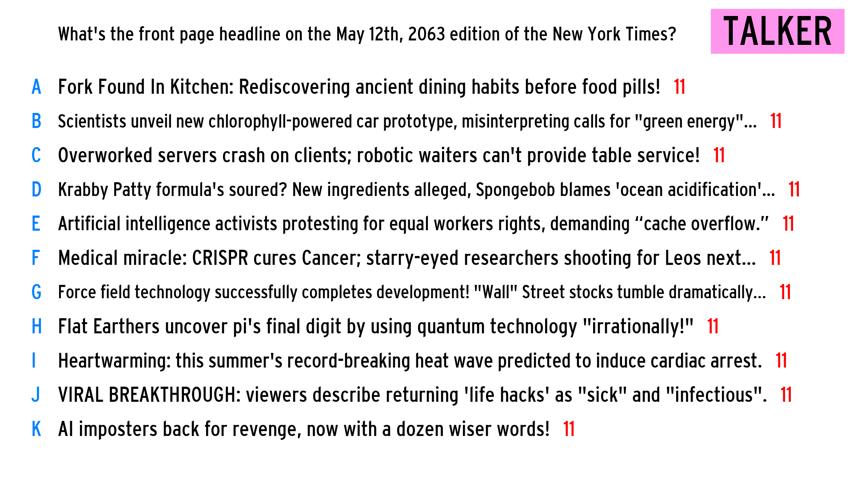 What's the front page headline on the May 12th, 2063 edition of the New York Times?
TALKER
A Fork Found In Kitchen: Rediscovering ancient dining habits before food pills! 11
B Scientists unveil new chlorophyll-powered car prototype, misinterpreting calls for "green energy"... 11
C Overworked servers crash on clients; robotic waiters can't provide table service! 11
D Krabby Patty formula's soured? New ingredients alleged, Spongebob blames 'ocean acidification'... 11
E Artificial intelligence activists protesting for equal workers rights, demanding “cache overflow.” 11
F Medical miracle: CRISPR cures Cancer; starry-eyed researchers shooting for Leos next... 11
G Force field technology successfully completes development! "Wall" Street stocks tumble dramatically... 11
H Flat Earthers uncover pi's final digit by using quantum technology "irrationally!" 11
I Heartwarming: this summer's record-breaking heat wave predicted to induce cardiac arrest. 11
J VIRAL BREAKTHROUGH: viewers describe returning 'life hacks' as "sick" and "infectious". 11
K AI imposters back for revenge, now with a dozen wiser words! 11